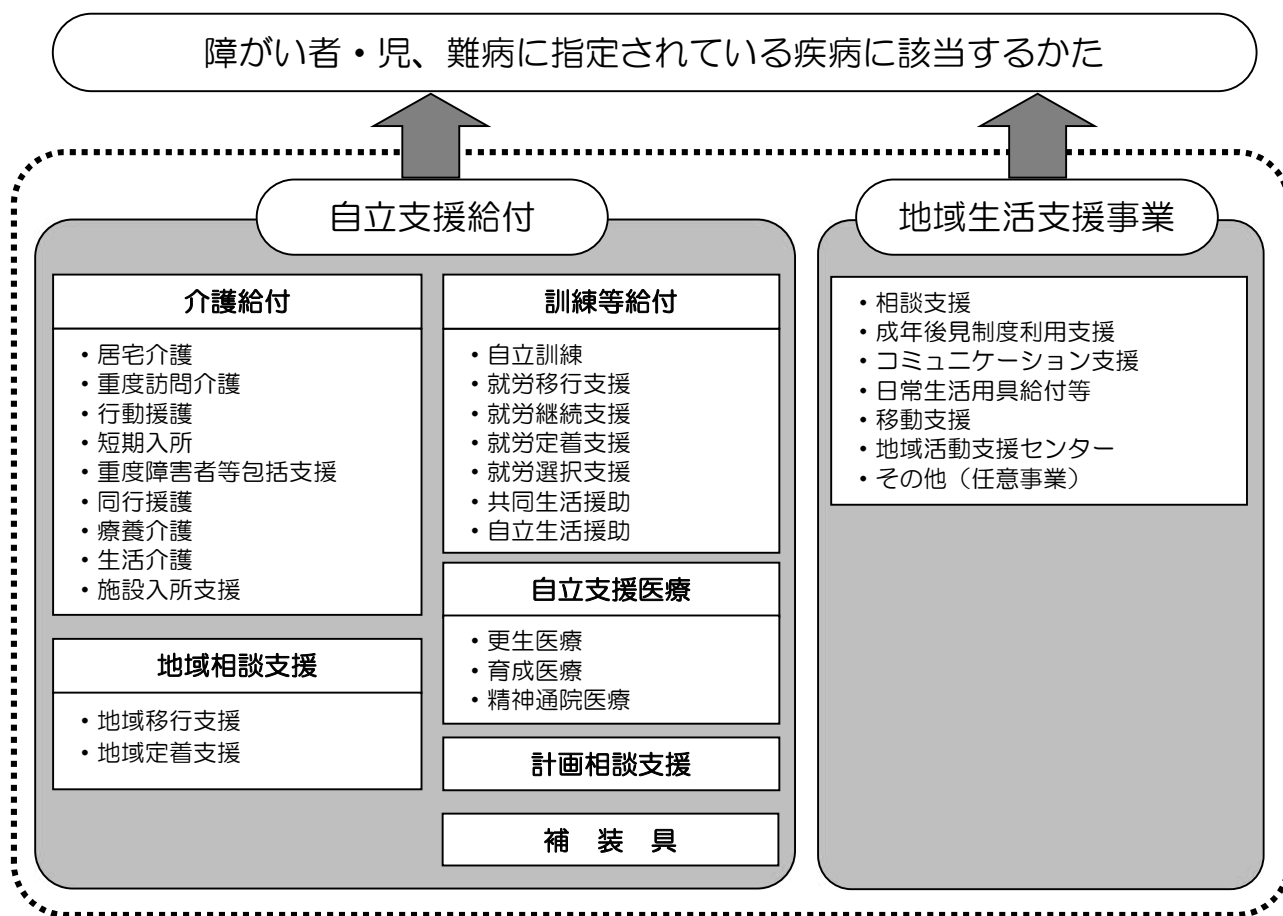 障がい者・児、難病に指定されている疾病に該当するかた
自立支援給付
介護給付
・居宅介護
・重度訪問介護
・行動援護
・短期入所
・重度障害者等包括支援
・同行援護
・療養介護
・生活介護
・施設入所支援
地域相談支援
・地域移行支援
・地域定着支援
訓練等給付
・自立訓練
・就労移行支援
・就労継続支援
・就労定着支援
・就労選択支援
・共同生活援助
・自立生活援助
自立支援医療
・更生医療
・育成医療
・精神通院医療
計画相談支援
補 装 具
地域生活支援事業
・相談支援
・成年後見制度利用支援
・コミュニケーション支援
・日常生活用具給付等
・移動支援
・地域活動支援センター
・その他（任意事業）